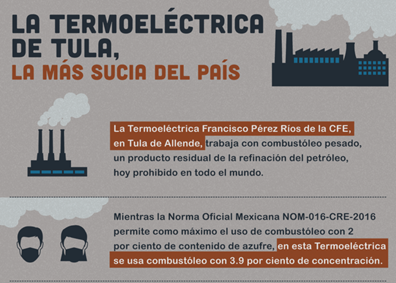 LA TERMOELÉCTRICA
DE TULA,
LA MÁS SUCIA DEL PAÍS
La Termoeléctrica Francisco Pérez Ríos de la CFE,
en Tula de Allende, trabaja con combustóleo pesado,
un producto residual de la refinación del petróleo,
hoy prohibido en todo el mundo.
Mientras la Norma Oficial Mexicana NOM-016-CRE-2016
permite como máximo el uso de combustóleo con 2
por ciento de contenido de azufre, en esta Termoeléctrica
se usa combustóleo con 3.9 por ciento de concentración.